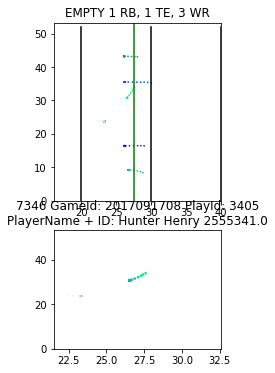 EMPTY 1 RB, 1 TE, 3 WR
50
40
30
20
10
0
20 30 40
7346 GameId: 2017091708 PlayId: 3405
PlayerName + ID: Hunter Henry 2555341.0
40
20
0
22.5 25.0 27.5 30.0 32.5